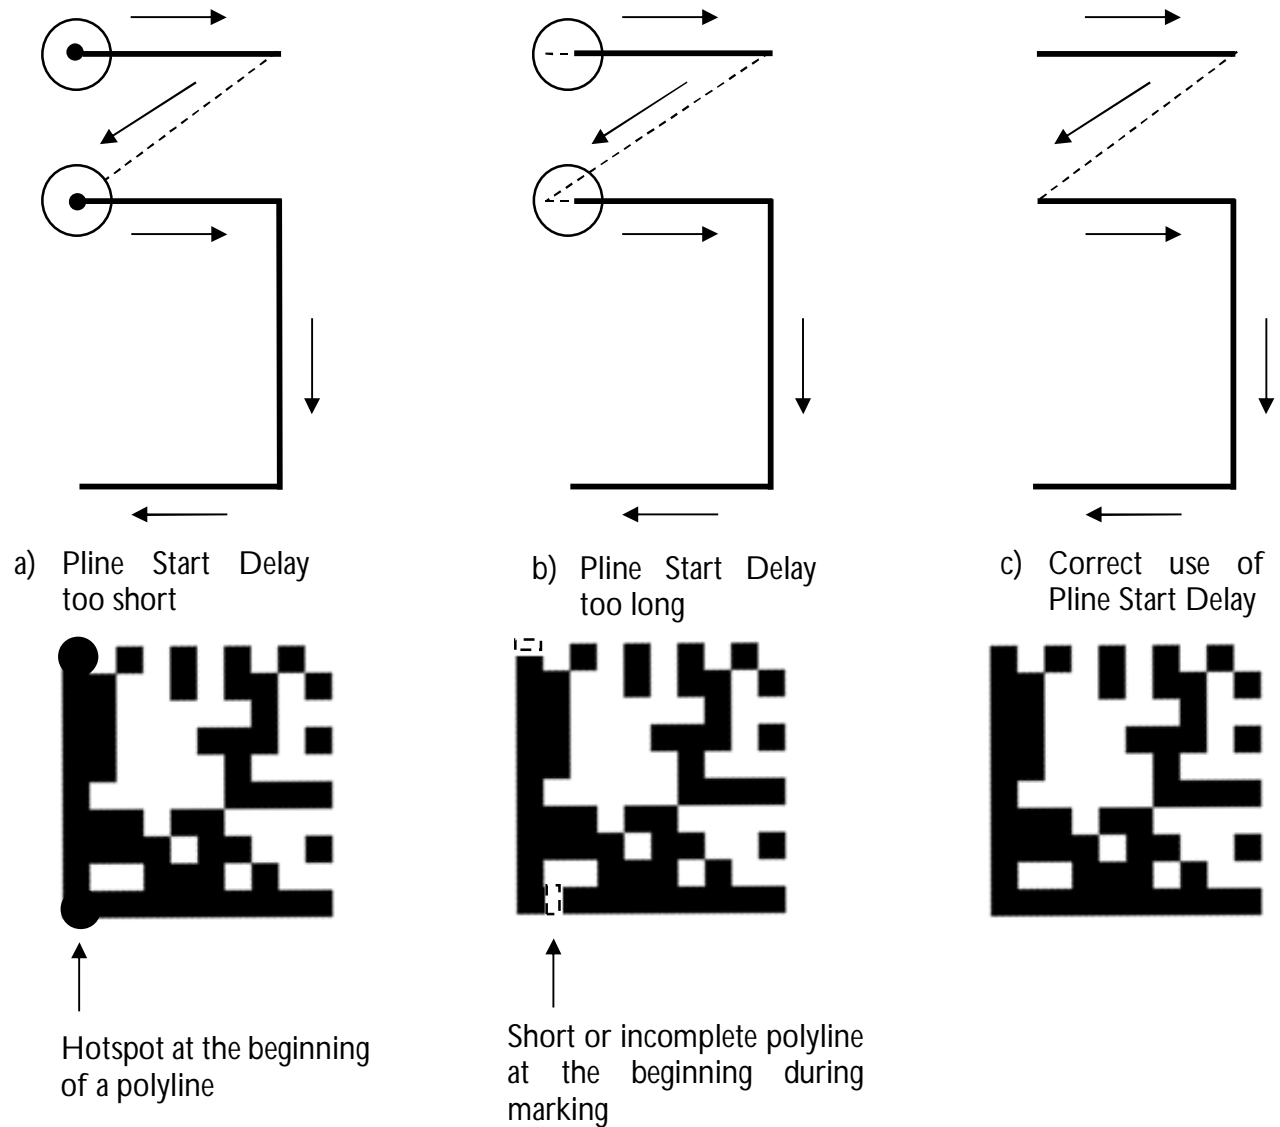 a) Pline Start Delay
too short
b) Pline Start Delay
too long
c) Correct use of
Pline Start Delay
Hotspot at the beginning
of a polyline
Short or incomplete polyline
at the beginning during
marking